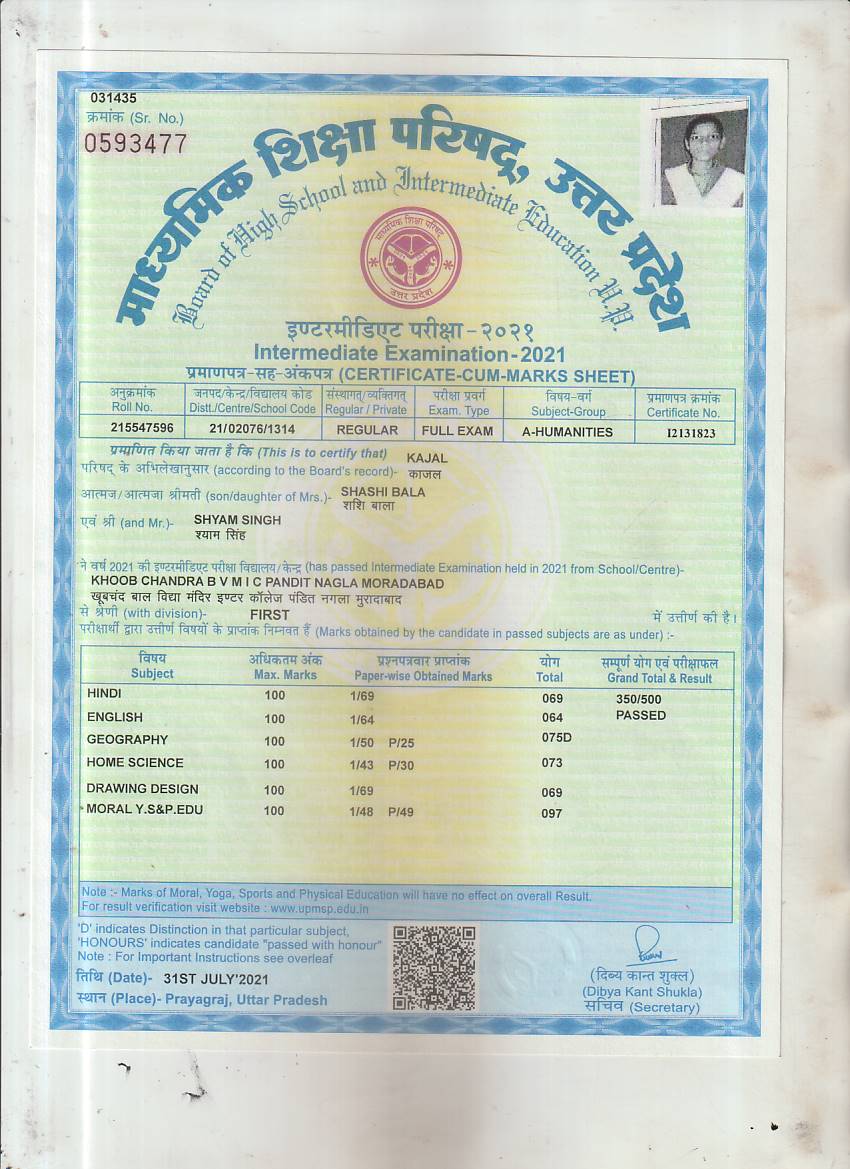 031435
क्रमांक (Sr. No.)
0593477
माध्यमिक शिक्षा परिषद्, उत्तर प्रदेश
Board of High School and Intermediate Education U.P.
माध्यमिक शिक्षा परिषद्
उत्तर प्रदेश
इण्टरमीडिएट परीक्षा-२०२१
Intermediate Examination-2021
प्रमाणपत्र-सह-अंकपत्र (CERTIFICATE-CUM-MARKS SHEET)
अनुक्रमांक जनपद/केन्द्र/विद्यालय कोड संस्थागत्/व्यक्तिगत् परीक्षा प्रवर्ग विषय-वर्ग प्रमाणपत्र क्रमांक
Roll No. Distt./Centre/School Code Regular / Private Exam. Type Subject-Group Certificate No.
215547596 21/02076/1314 REGULAR FULL EXAM A-HUMANITIES I2131823
प्रमाणित किया जाता है कि (This is to certify that) KAJAL
परिषद् के अभिलेखानुसार (according to the Board's record)- काजल
आत्मज/आत्मजा श्रीमती (son/daughter of Mrs.)- SHASHI BALA
शशि बाला
एवं श्री (and Mr.)- SHYAM SINGH
श्याम सिंह
ने वर्ष 2021 की इण्टरमीडिएट परीक्षा विद्यालय/केन्द्र (has passed Intermediate Examination held in 2021 from School/Centre)-
KHOOB CHANDRA B V M I C PANDIT NAGLA MORADABAD
खूबचंद बाल विद्या मंदिर इण्टर कॉलेज पंडित नगला मुरादाबाद
से श्रेणी (with division)- FIRST में उत्तीर्ण की है।
परीक्षार्थी द्वारा उत्तीर्ण विषयों के प्राप्तांक निम्नवत हैं (Marks obtained by the candidate in passed subjects are as under) :-
विषय अधिकतम अंक प्रश्नपत्रवार प्राप्तांक योग सम्पूर्ण योग एवं परीक्षाफल
Subject Max. Marks Paper-wise Obtained Marks Total Grand Total & Result
HINDI 100 1/69 069 350/500
ENGLISH 100 1/64 064 PASSED
GEOGRAPHY 100 1/50 P/25 075D
HOME SCIENCE 100 1/43 P/30 073
DRAWING DESIGN 100 1/69 069
MORAL Y.S&P.EDU 100 1/48 P/49 097
Note :- Marks of Moral, Yoga, Sports and Physical Education will have no effect on overall Result.
For result verification visit website : www.upmsp.edu.in
'D' indicates Distinction in that particular subject,
'HONOURS' indicates candidate "passed with honour"
Note : For Important Instructions see overleaf
तिथि (Date)- 31ST JULY'2021
स्थान (Place)- Prayagraj, Uttar Pradesh
(दिव्य कान्त शुक्ल)
(Dibya Kant Shukla)
सचिव (Secretary)